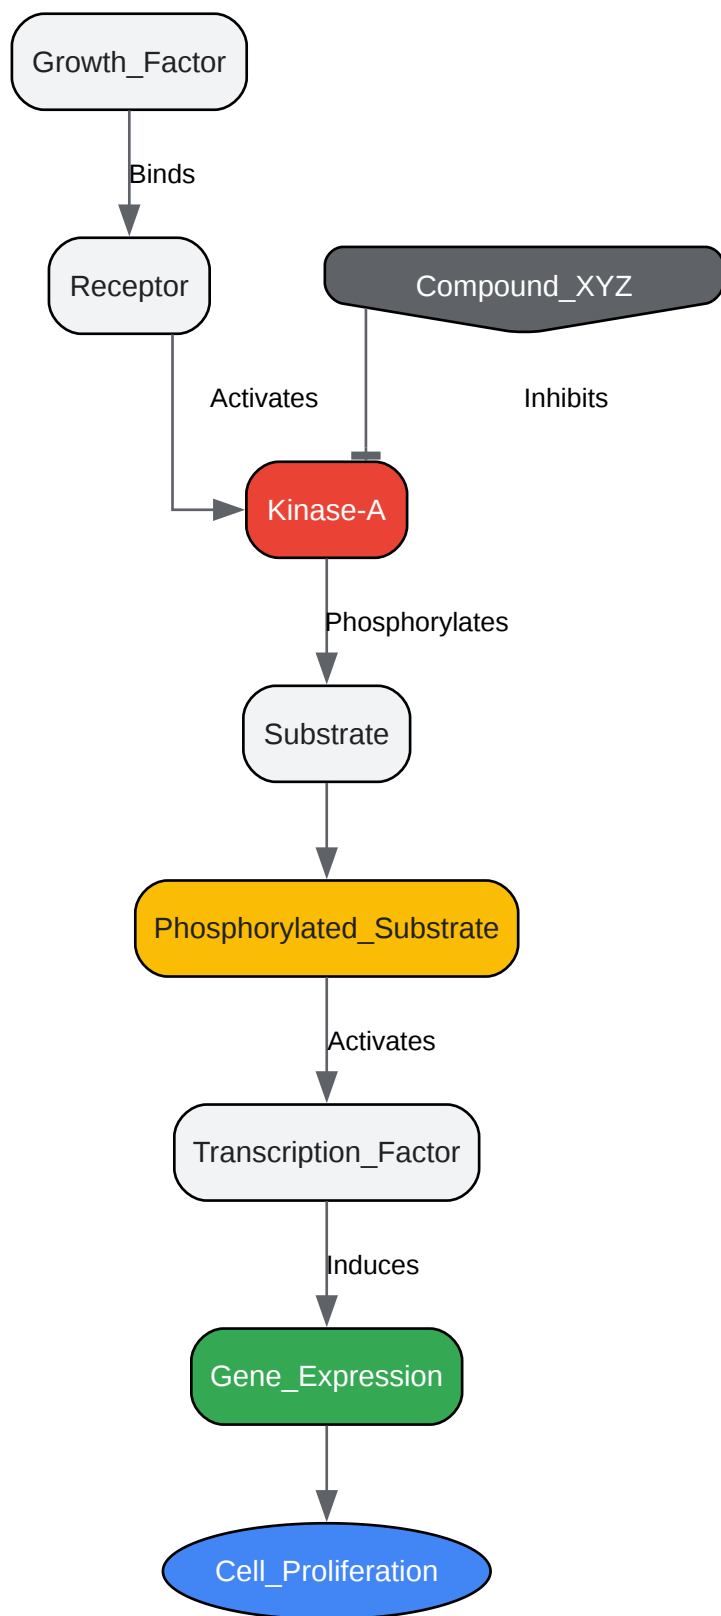 Growth_Factor
Binds
Receptor
Compound_XYZ
Activates
Inhibits
Kinase-A
Phosphorylates
Substrate
Phosphorylated_Substrate
Activates
Transcription_Factor
Induces
Gene_Expression
Cell_Proliferation